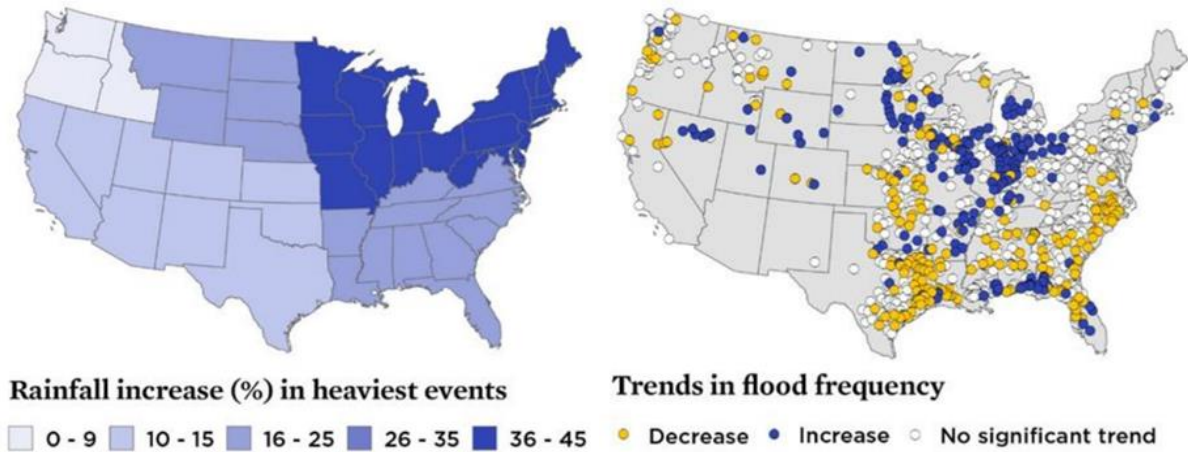 Rainfall increase (%) in heaviest events
0 - 9 10 - 15 16 - 25 26 - 35 36 - 45
Trends in flood frequency
Decrease Increase No significant trend